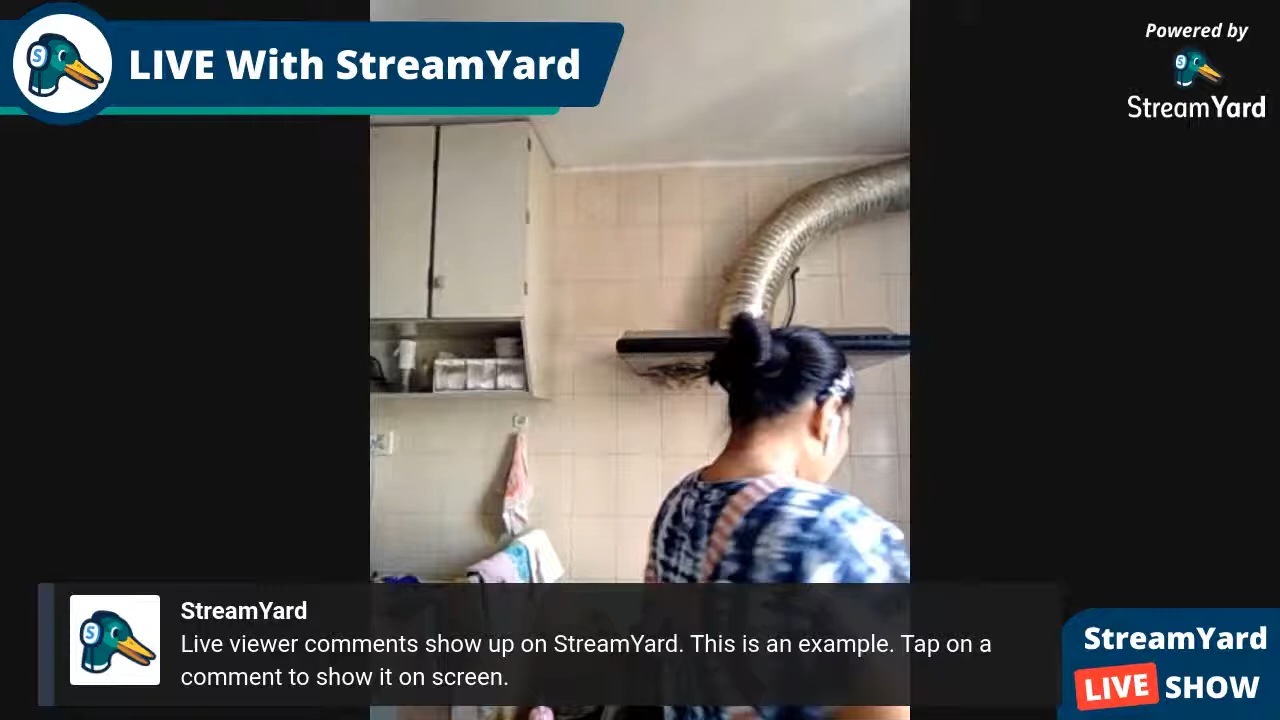 LIVE With StreamYard
Powered by
StreamYard
StreamYard
Live viewer comments show up on StreamYard. This is an example. Tap on a
comment to show it on screen.
StreamYard
LIVE SHOW